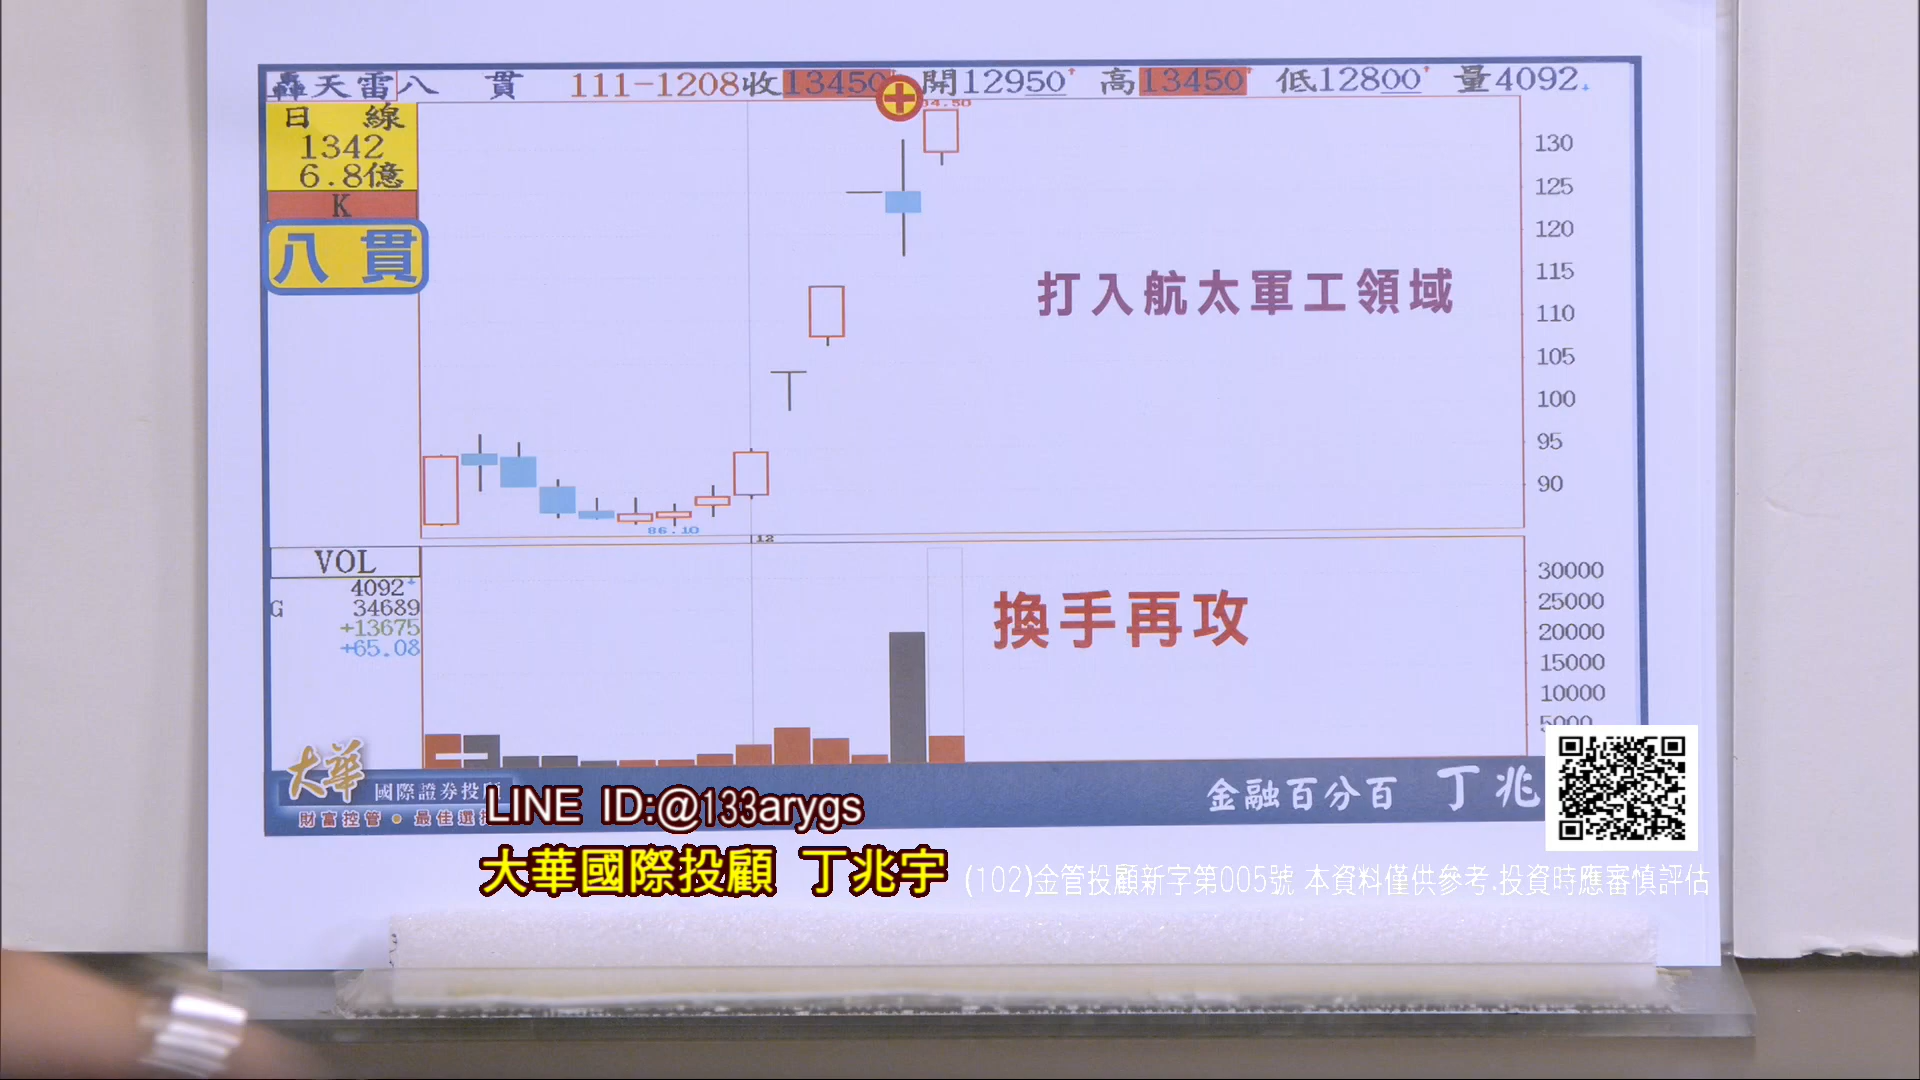 轟天雷八 貫 111-1208收13450 開12950 高13450 低12800 量4092
日 線
1342
6.8億
K
八貫
34.50
130
125
120
115
110
105
100
95
90
打入航太軍工領域
86.10
12
VOL
4092
G 34689
+13675
+65.08
換手再攻
30000
25000
20000
15000
10000
5000
大華
國際證券投顧
財富控管 • 最佳選
金融百分百 丁兆
LINE ID:@133arygs
大華國際投顧 丁兆宇
(102)金管投顧新字第005號 本資料僅供參考.投資時應審慎評估